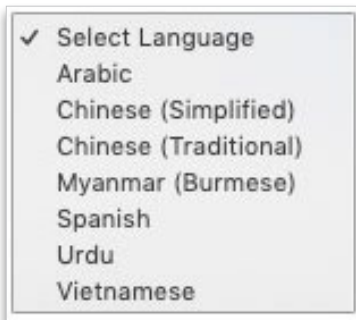 ✓ Select Language
Arabic
Chinese (Simplified)
Chinese (Traditional)
Myanmar (Burmese)
Spanish
Urdu
Vietnamese